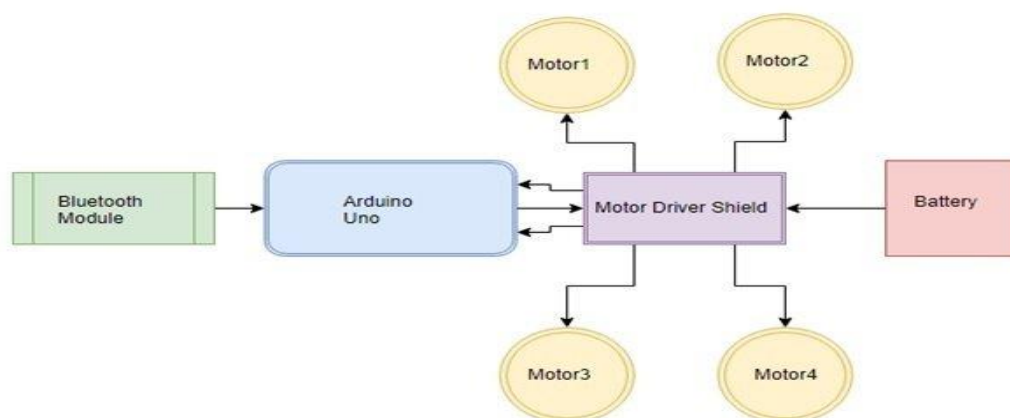 Motor1
Motor2
Bluetooth
Module
Arduino
Uno
Motor Driver Shield
Battery
Motor3
Motor4